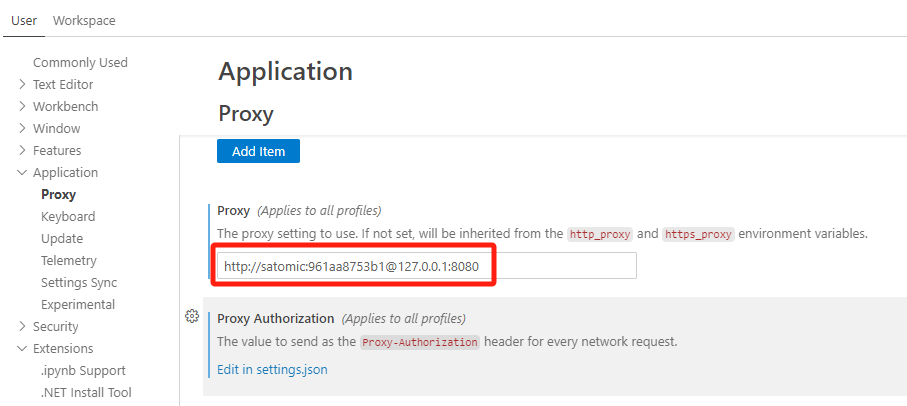 User Workspace
Commonly Used
Text Editor
Workbench
Window
Features
Application
Proxy
Keyboard
Update
Telemetry
Settings Sync
Experimental
Security
Extensions
.ipynb Support
.NET Install Tool
Application
Proxy
Add Item
Proxy (Applies to all profiles)
The proxy setting to use. If not set, will be inherited from the http_proxy and https_proxy environment variables.
http://satomic:961aa8753b1@127.0.0.1:8080
Proxy Authorization (Applies to all profiles)
The value to send as the Proxy-Authorization header for every network request.
Edit in settings.json